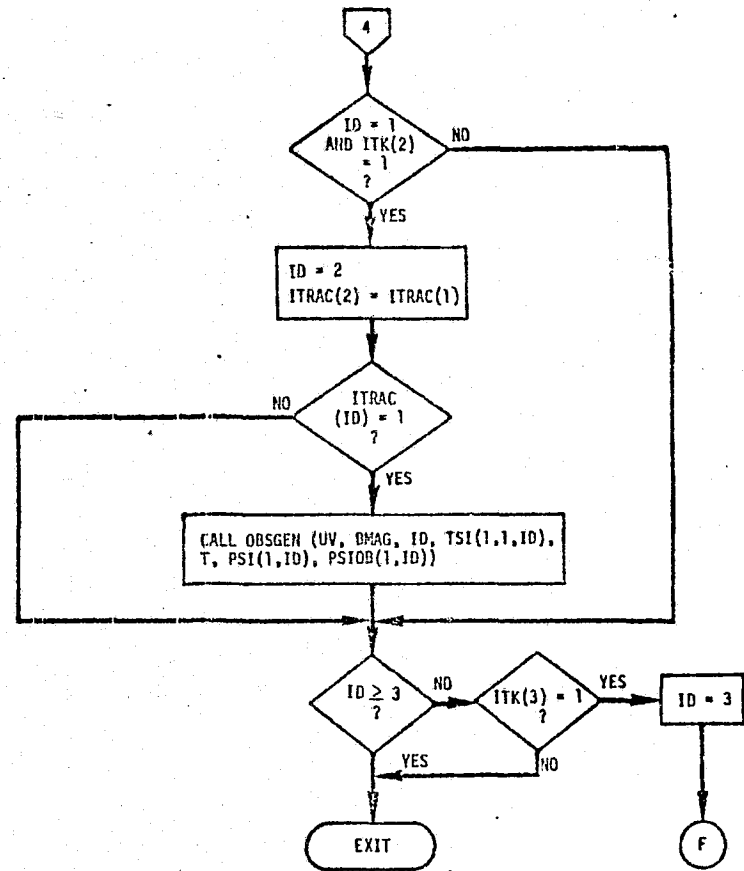 4
ID = 1
AND ITK(2)
= 1
?
NO
YES
ID = 2
ITRAC(2) = ITRAC(1)
NO
ITRAC
(ID) = 1
?
YES
CALL OBSGEN (UV, DMAG, ID, TSI(1,1,ID),
T, PSI(1,ID), PSIOB(1,ID))
ID ≥ 3
?
NO
ITK(3) = 1
?
YES
ID = 3
YES
NO
EXIT
F